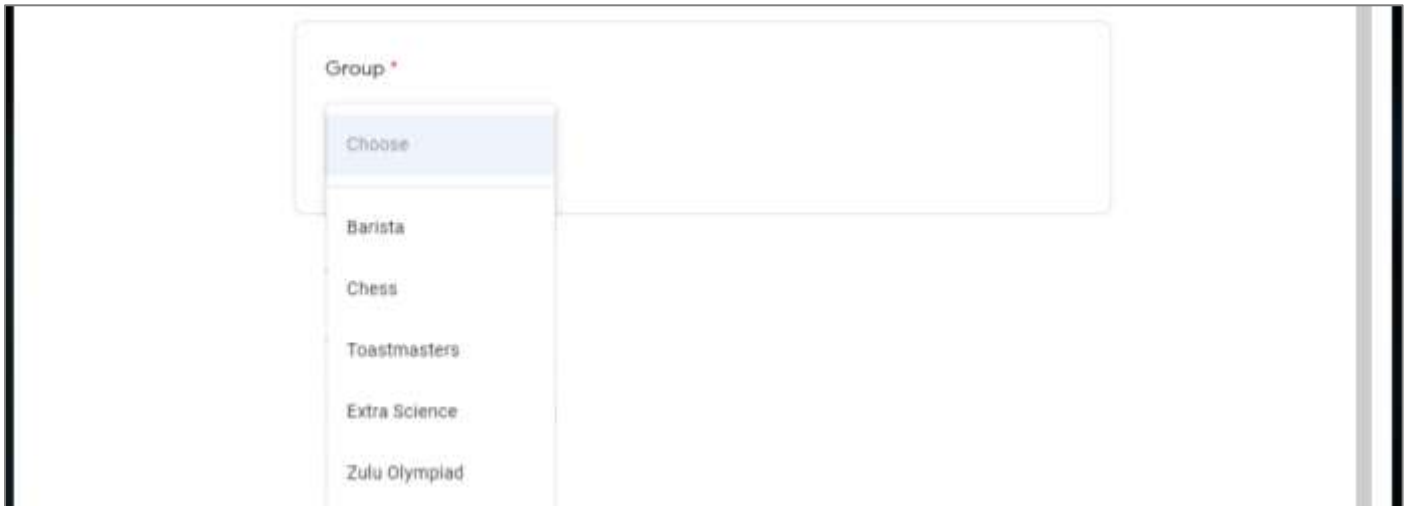 Group *
Choose
Barista
Chess
Toastmasters
Extra Science
Zulu Olympiad